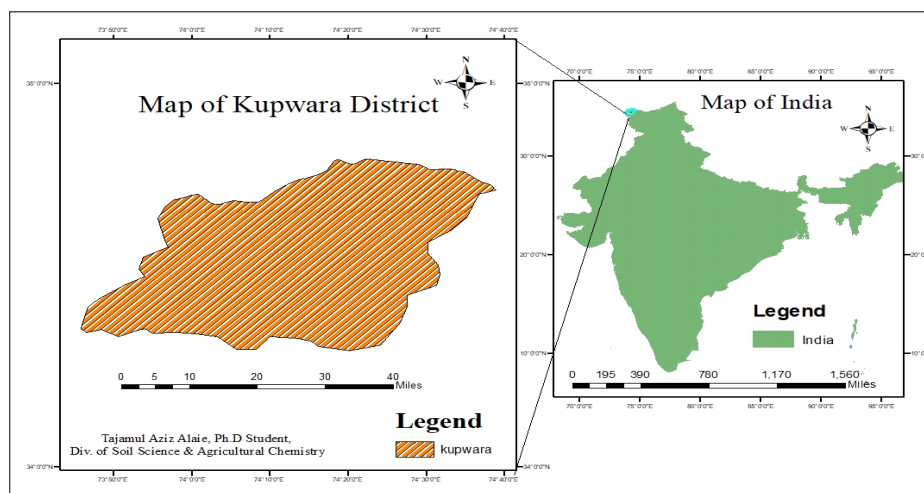 73°50'0"E 74°0'0"E 74°10'0"E 74°20'0"E 74°30'0"E 74°40'0"E
35°0'0"N
N
W E
S
Map of Kupwara District
0 5 10 20 30 40
Miles
Legend
kupwara
Tajamul Aziz Alaie, Ph.D Student,
Div. of Soil Science & Agricultural Chemistry
34°0'0"N
34°0'0"N
73°50'0"E 74°0'0"E 74°10'0"E 74°20'0"E 74°30'0"E 74°40'0"E
70°0'0"E 75°0'0"E 80°0'0"E 85°0'0"E 90°0'0"E 95°0'0"E
Map of India
N
W E
S
30°0'0"N
20°0'0"N
10°0'0"N
Legend
India
0 195 390 780 1,170 1,560
Miles
70°0'0"E 75°0'0"E 80°0'0"E 85°0'0"E 90°0'0"E 95°0'0"E